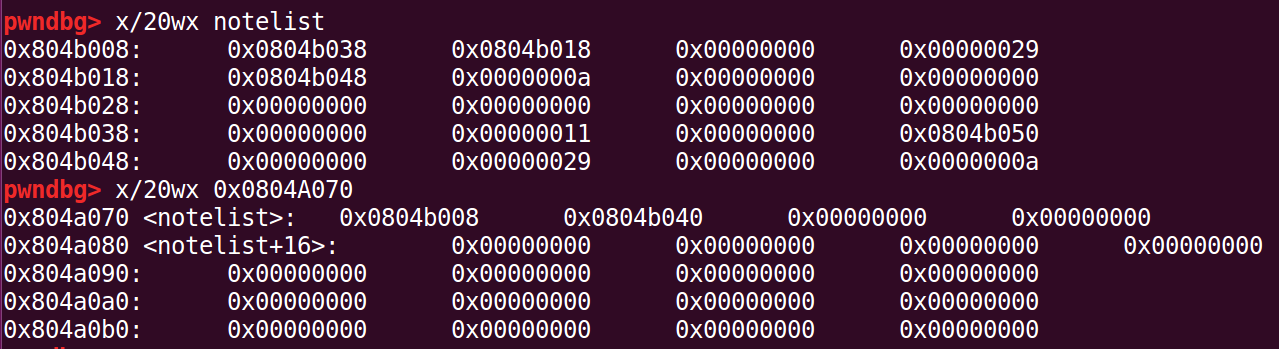 pwndbg> x/20wx notelist
0x804b008: 0x0804b038 0x0804b018 0x00000000 0x00000029
0x804b018: 0x0804b048 0x0000000a 0x00000000 0x00000000
0x804b028: 0x00000000 0x00000000 0x00000000 0x00000000
0x804b038: 0x00000000 0x00000011 0x00000000 0x0804b050
0x804b048: 0x00000000 0x00000029 0x00000000 0x0000000a
pwndbg> x/20wx 0x0804A070
0x804a070 <notelist>: 0x0804b008 0x0804b040 0x00000000 0x00000000
0x804a080 <notelist+16>: 0x00000000 0x00000000 0x00000000 0x00000000
0x804a090: 0x00000000 0x00000000 0x00000000 0x00000000
0x804a0a0: 0x00000000 0x00000000 0x00000000 0x00000000
0x804a0b0: 0x00000000 0x00000000 0x00000000 0x00000000